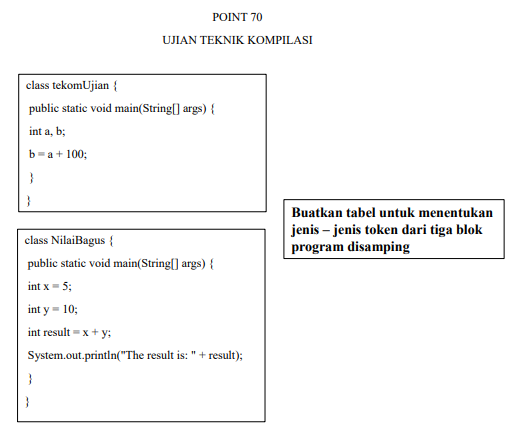 POINT 70
UJIAN TEKNIK KOMPILASI
class tekomUjian {
public static void main(String[] args) {
int a, b;
b = a + 100;
}
}
Buatkan tabel untuk menentukan
jenis – jenis token dari tiga blok
program disamping
class NilaiBagus {
public static void main(String[] args) {
int x = 5;
int y = 10;
int result = x + y;
System.out.println("The result is: " + result);
}
}